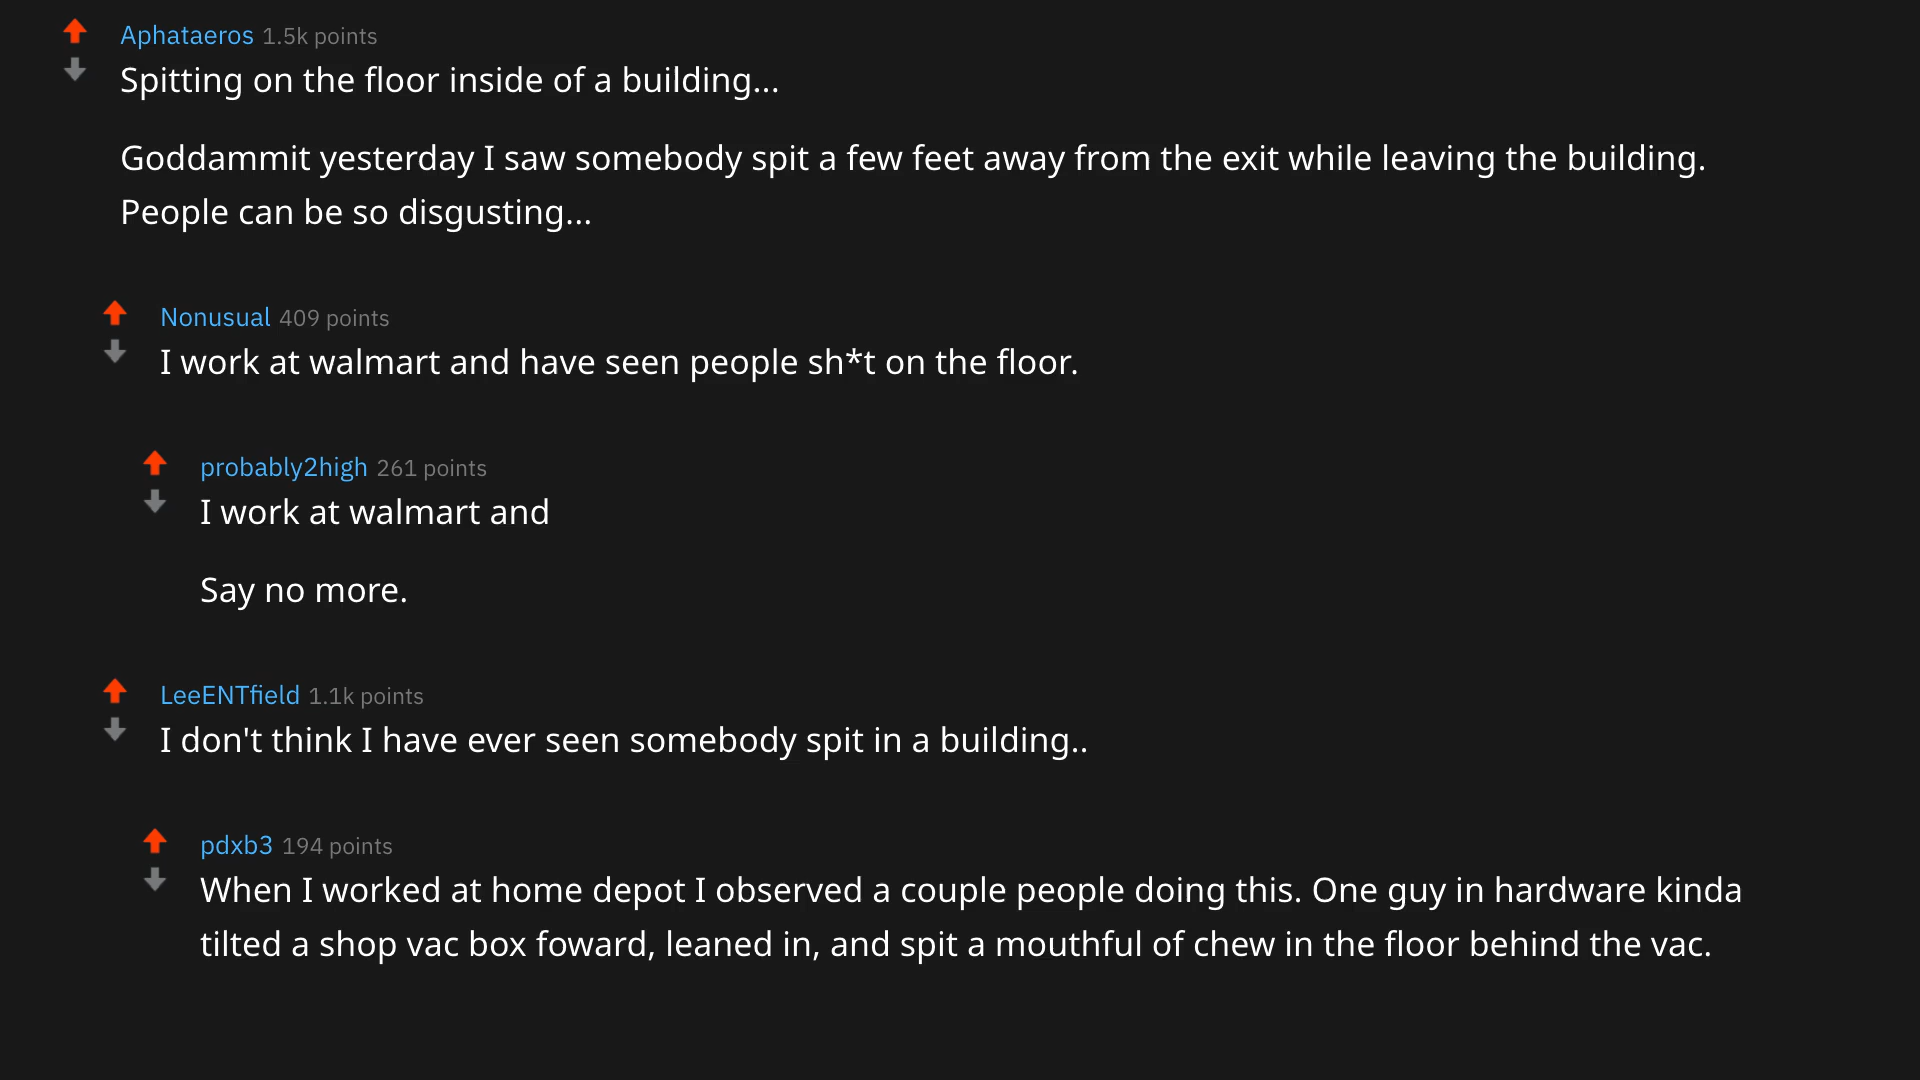 Aphataeros 1.5k points
Spitting on the floor inside of a building...
Goddammit yesterday I saw somebody spit a few feet away from the exit while leaving the building.
People can be so disgusting...
Nonusual 409 points
I work at walmart and have seen people sh*t on the floor.
probably2high 261 points
I work at walmart and
Say no more.
LeeENTfield 1.1k points
I don't think I have ever seen somebody spit in a building..
pdxb3 194 points
When I worked at home depot I observed a couple people doing this. One guy in hardware kinda
tilted a shop vac box foward, leaned in, and spit a mouthful of chew in the floor behind the vac.